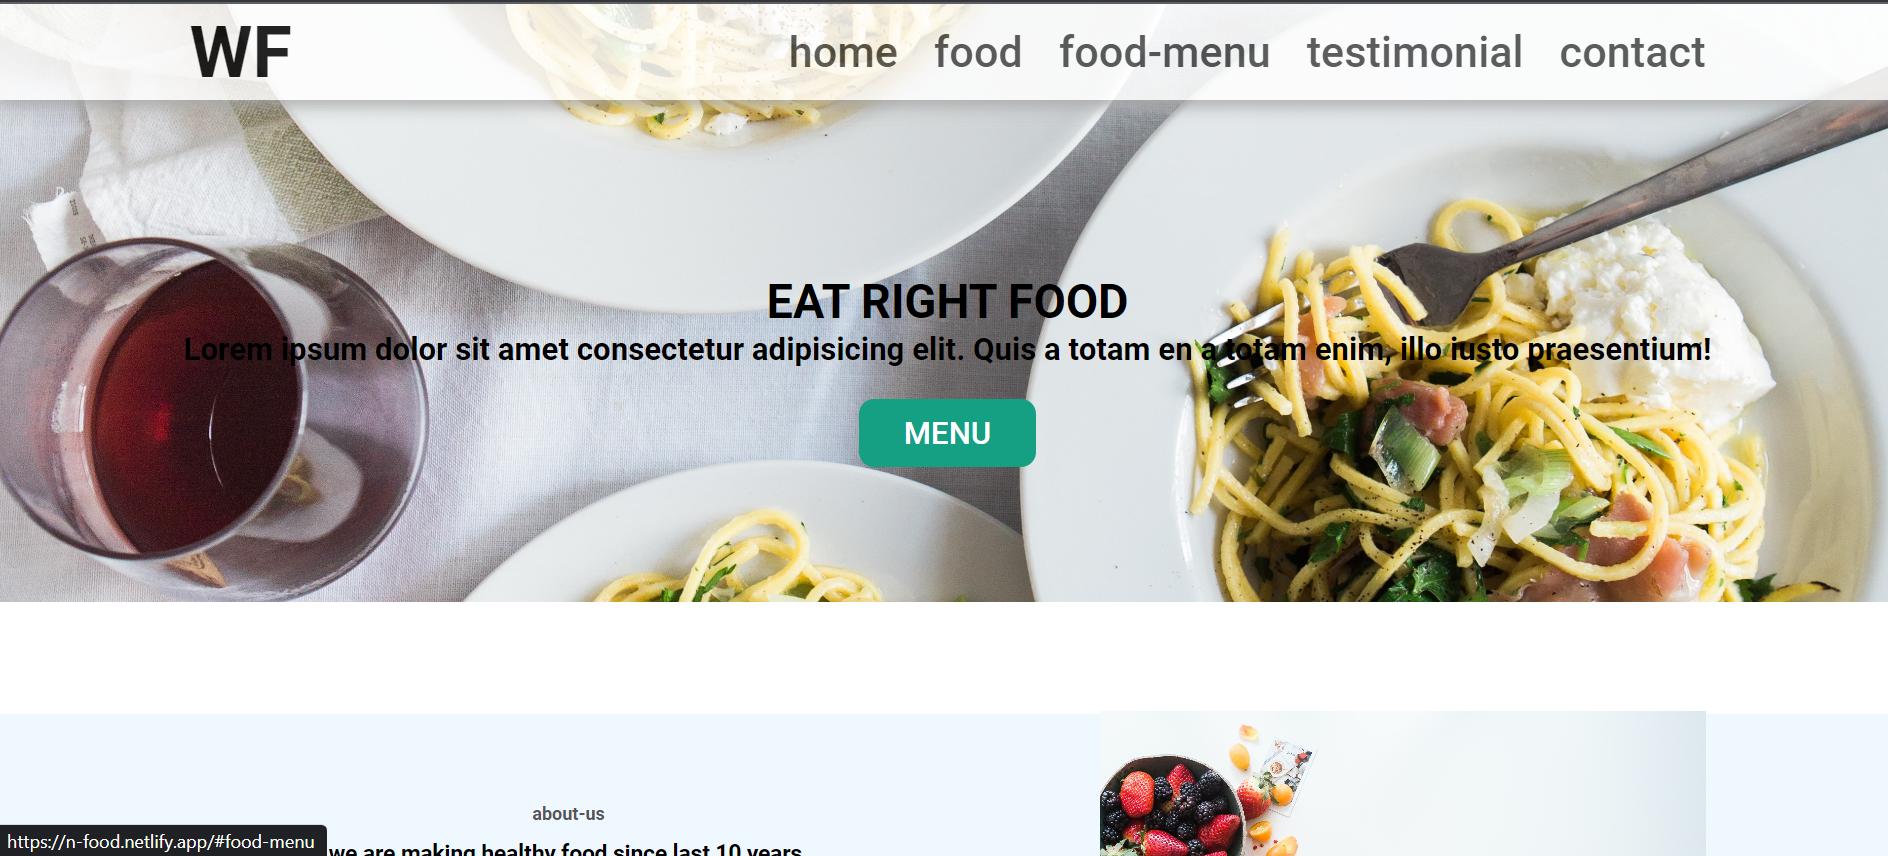 WF
home food food-menu testimonial contact
EAT RIGHT FOOD
Lorem ipsum dolor sit amet consectetur adipisicing elit. Quis a totam en a totam enim, illo iusto praesentium!
MENU
about-us
we are making healthy food since last 10 years
https://n-food.netlify.app/#food-menu